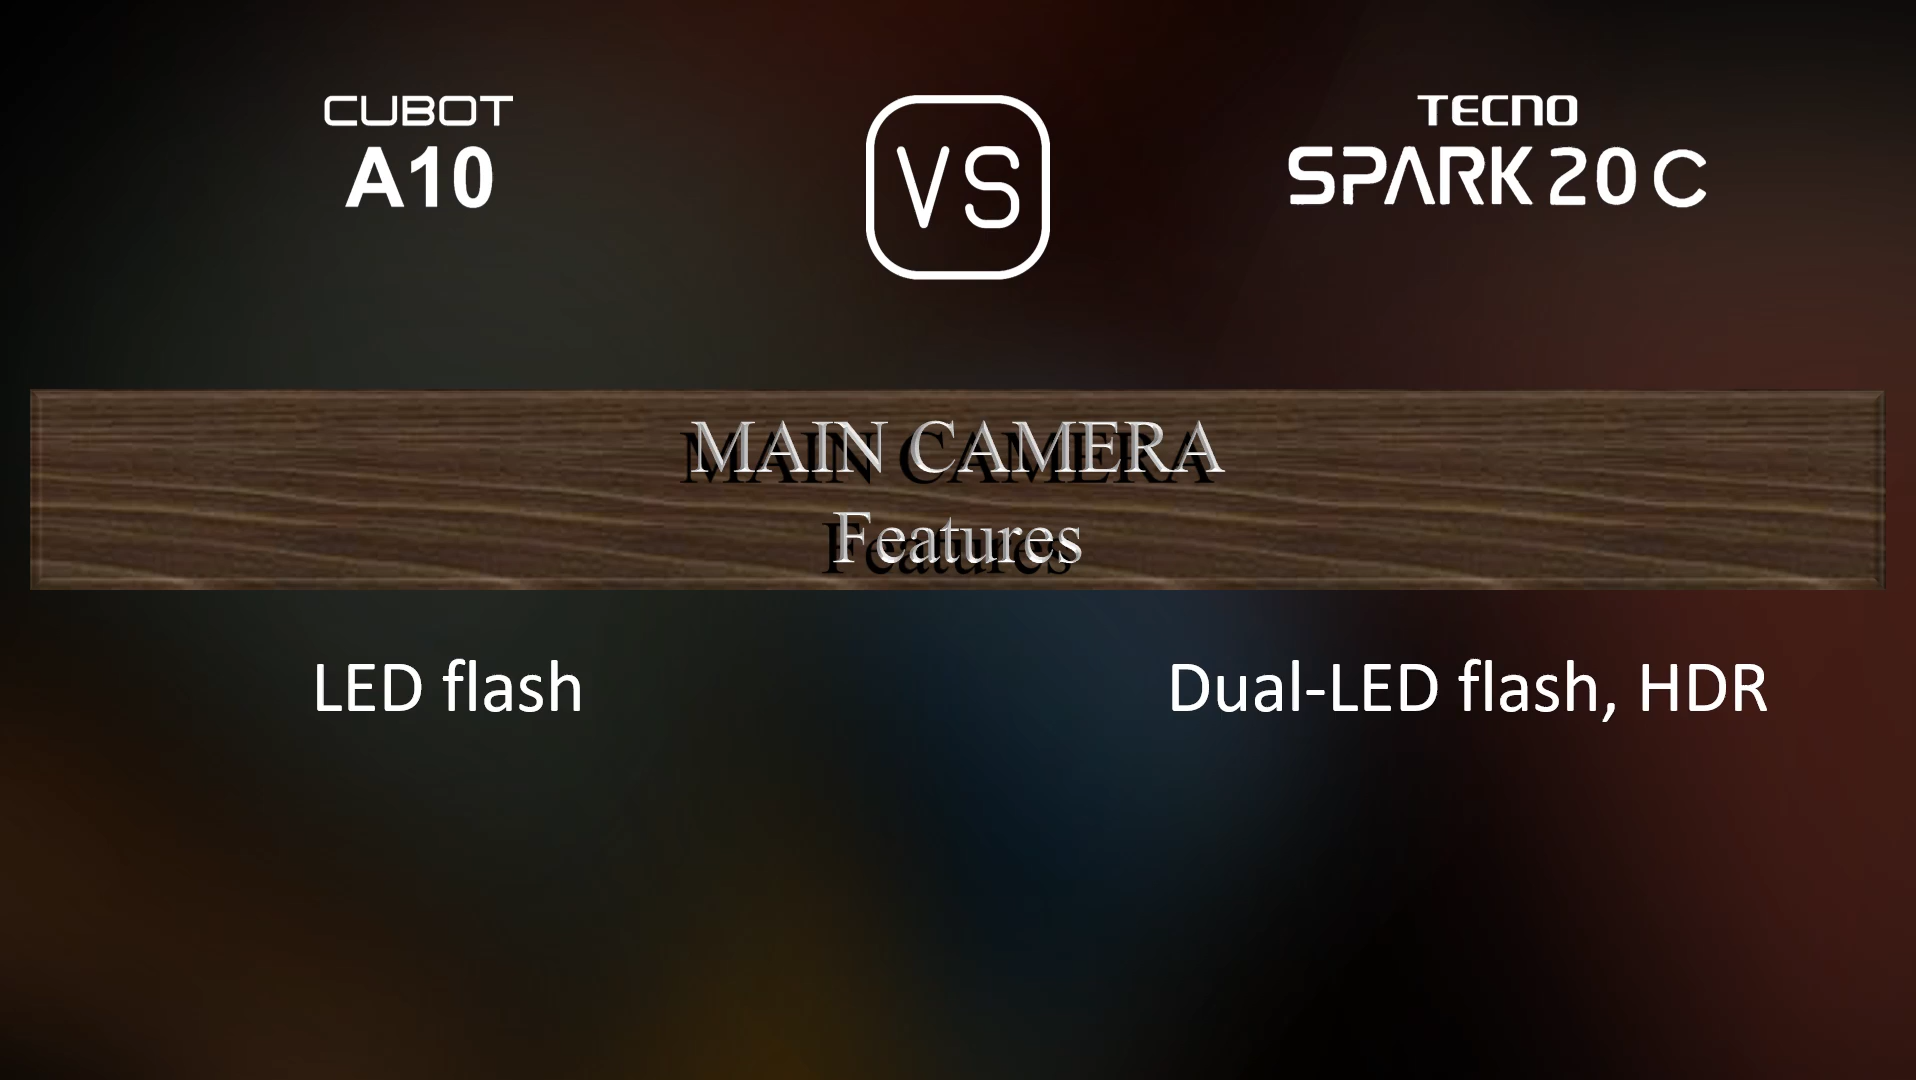 CUBOT
A10
VS
TECNO
SPARK 20 C
MAIN CAMERA
Features
LED flash
Dual-LED flash, HDR